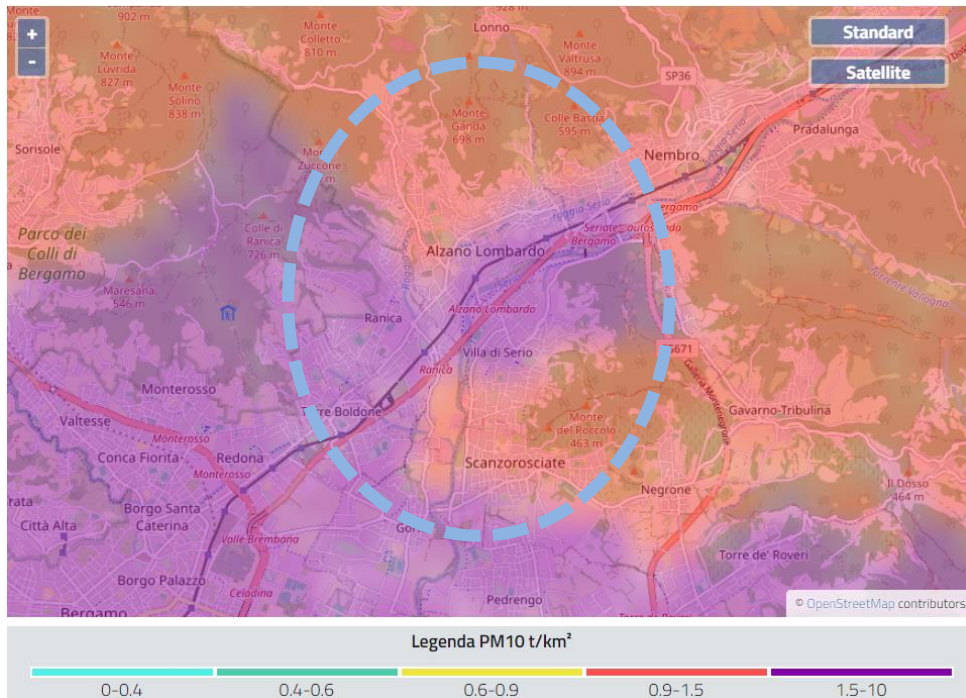 +
-
Standard
Satellite
902 m
Monte
Colletto
810 m
928 m
Lonno
Monte
Valtrusa
894 m
SP36
Monte
Luvrida
827 m
Monte
Solino
838 m
Monte
Ganda
698 m
Colle Bastia
595 m
Pradalunga
Sorisole
Nembro
Parco dei
Colli di
Bergamo
Colle di
Ranica
726 m
Alzano Lombardo
Bergamo
Maresana
546 m
Ranica
Alzano Lombardo
Villa di Serio
Ranica
Monterosso
Torre Boldone
Monte
del Roccolo
463 m
Gavarno-Tribulina
Galleria Montenegrone
Valtesse
Monterosso
Conca Fiorita
Redona
Monterosso
Scanzorosciate
Negrone
Il Dosso
464 m
Città Alta
Borgo Santa
Caterina
Valle Brembana
Torre de' Roveri
Borgo Palazzo
Celadina
Pedrengo
Bergamo
© OpenStreetMap contributors
Legenda PM10 t/km²
0-0.4
0.4-0.6
0.6-0.9
0.9-1.5
1.5-10